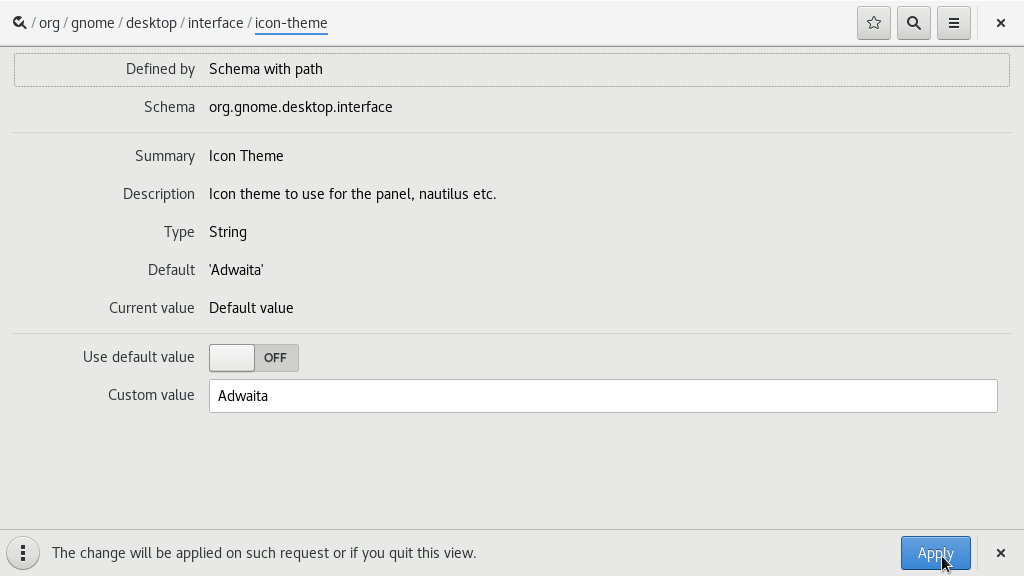 / org / gnome / desktop / interface / icon-theme
Defined by Schema with path
Schema org.gnome.desktop.interface
Summary Icon Theme
Description Icon theme to use for the panel, nautilus etc.
Type String
Default 'Adwaita'
Current value Default value
Use default value OFF
Custom value Adwaita
The change will be applied on such request or if you quit this view. Apply